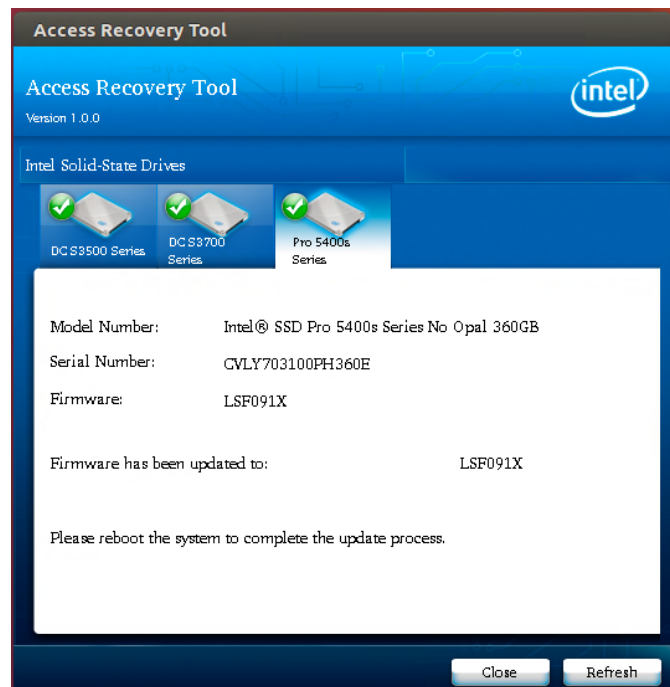 Access Recovery Tool
Access Recovery Tool
Version 1.0.0
intel
Intel Solid-State Drives
DC S3500 Series
DC S3700
Series
Pro 5400s
Series
Model Number: Intel® SSD Pro 5400s Series No Opal 360GB
Serial Number: CVLY703100PH360E
Firmware: LSF091X
Firmware has been updated to: LSF091X
Please reboot the system to complete the update process.
Close Refresh